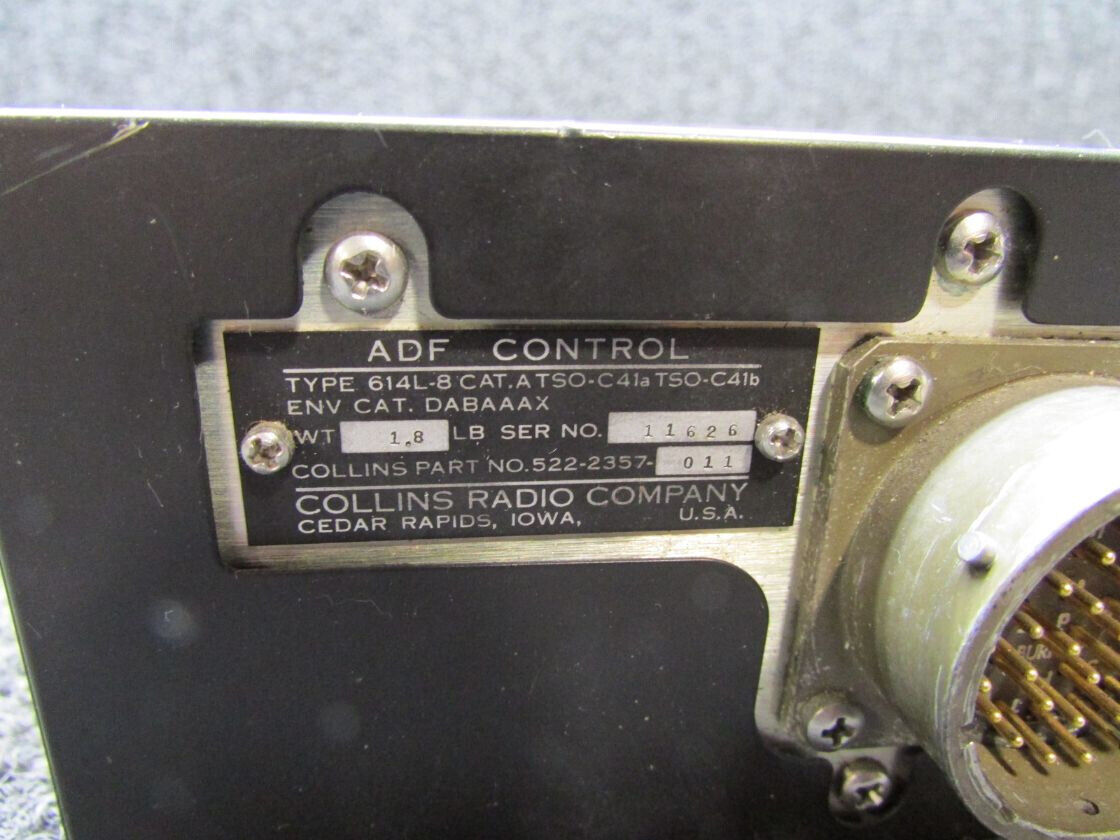 ADF CONTROL
TYPE 614L-8 CAT. A TSO-C41a TSO-C41b
ENV CAT. DABAAAX
WT 1.8 LB SER NO. 11626
COLLINS PART NO. 522-2357-011
COLLINS RADIO COMPANY
CEDAR RAPIDS, IOWA, U.S.A.
P